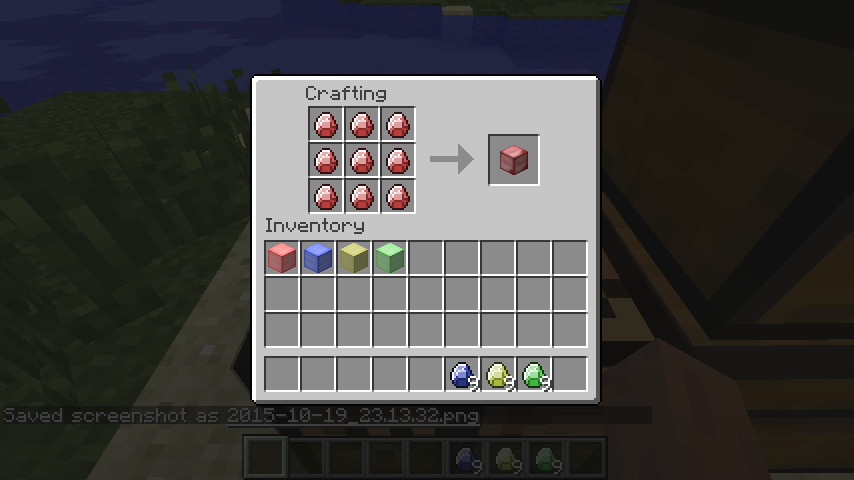 Crafting
Inventory
9 9 9
Saved screenshot as 2015-10-19_23.13.32.png
9 9 9